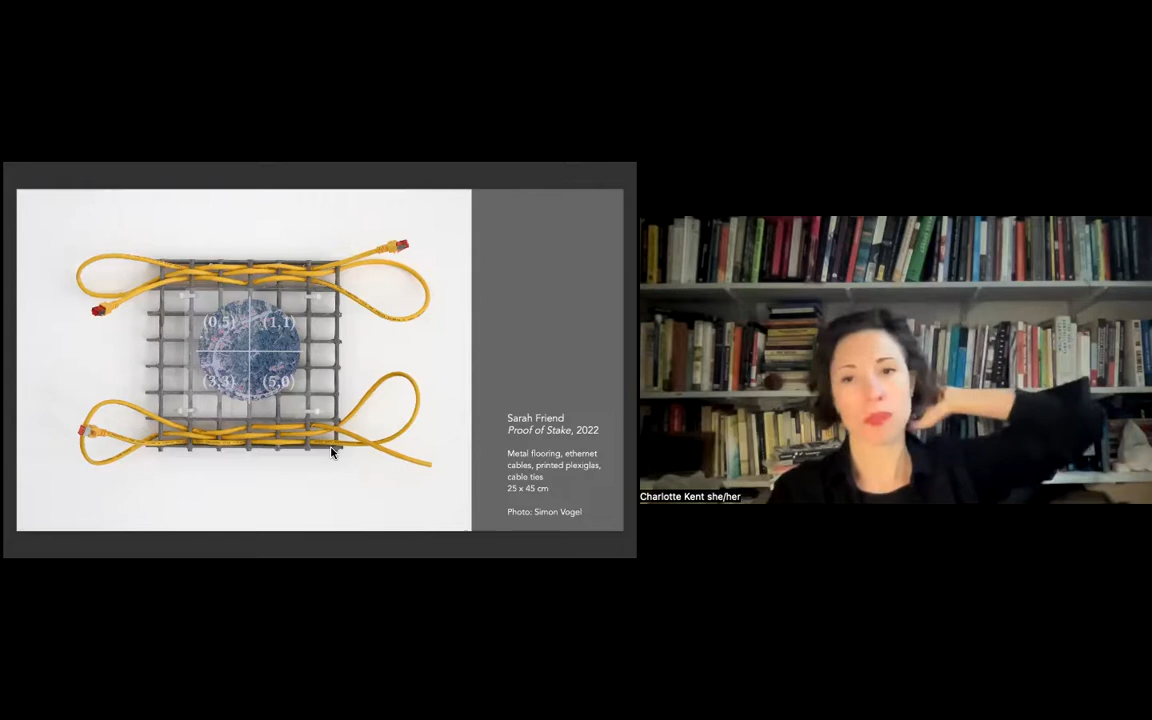 (0,5) (1,1)
(3,3) (5,0)
Sarah Friend
Proof of Stake, 2022
Metal flooring, ethernet
cables, printed plexiglas,
cable ties
25 x 45 cm
Photo: Simon Vogel
Charlotte Kent she/her